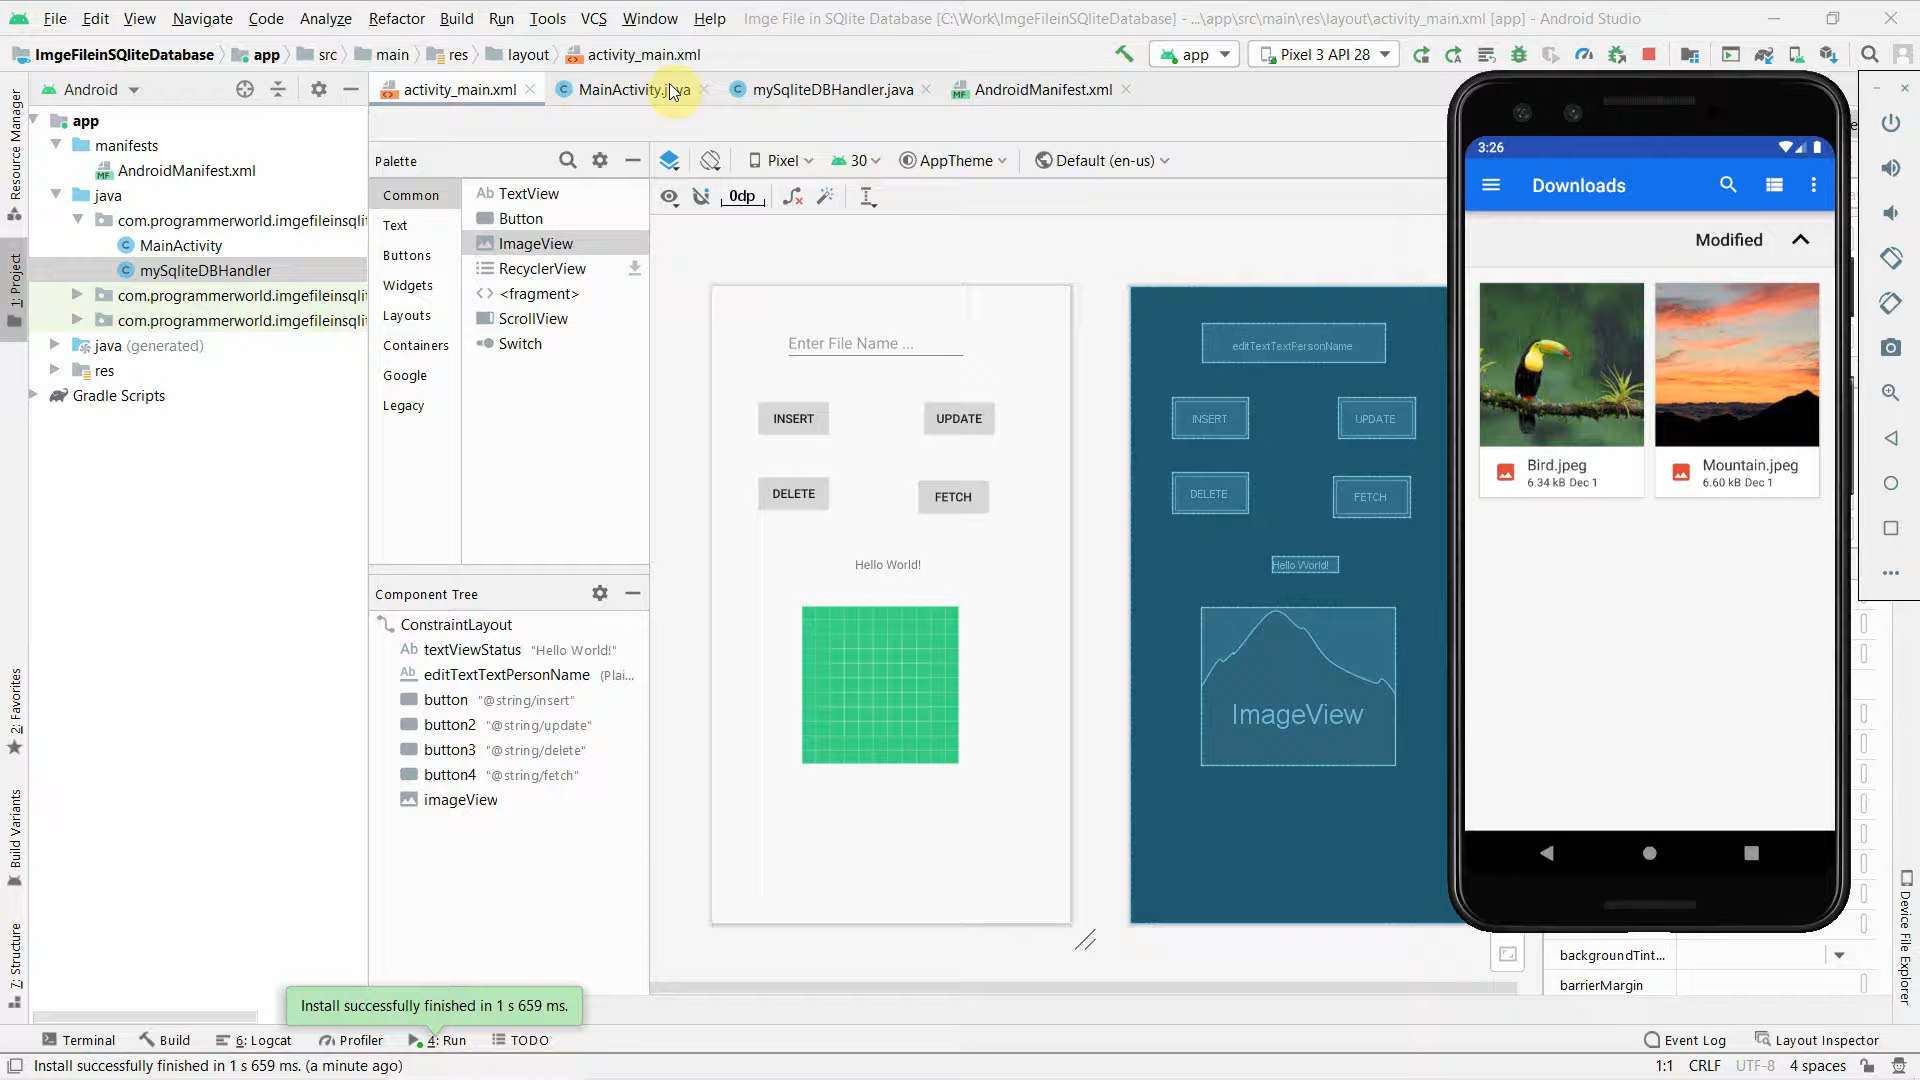 File Edit View Navigate Code Analyze Refactor Build Run Tools VCS Window Help Imge File in SQlite Database [C:\Work\ImgeFileinSQliteDatabase] - ...\app\src\main\res\layout\activity_main.xml [app] - Android Studio
ImgeFileinSQliteDatabase app src main res layout activity_main.xml app Pixel 3 API 28
Android activity_main.xml MainActivity.java mySqliteDBHandler.java AndroidManifest.xml
Resource Manager
1: Project
2: Favorites
Build Variants
7: Structure
app
manifests
AndroidManifest.xml
java
com.programmerworld.imgefileinsqlit
MainActivity
mySqliteDBHandler
com.programmerworld.imgefileinsqli
com.programmerworld.imgefileinsqli
java (generated)
res
Gradle Scripts
Palette
Common
Text
Buttons
Widgets
Layouts
Containers
Google
Legacy
Ab TextView
Button
ImageView
RecyclerView
<fragment>
ScrollView
Switch
Component Tree
ConstraintLayout
Ab textViewStatus "Hello World!"
Ab editTextTextPersonName (Plai...
button "@string/insert"
button2 "@string/update"
button3 "@string/delete"
button4 "@string/fetch"
imageView
Pixel 30 AppTheme Default (en-us)
0dp
Enter File Name ...
INSERT UPDATE
DELETE FETCH
Hello World!
editTextTextPersonName
INSERT UPDATE
DELETE FETCH
Hello World!
ImageView
3:26
Downloads
Modified
Bird.jpeg
6.34 kB Dec 1
Mountain.jpeg
6.60 kB Dec 1
backgroundTint...
barrierMargin
Device File Explorer
Install successfully finished in 1 s 659 ms.
Terminal Build 6: Logcat Profiler 4: Run TODO Event Log Layout Inspector
Install successfully finished in 1 s 659 ms. (a minute ago) 1:1 CRLF UTF-8 4 spaces